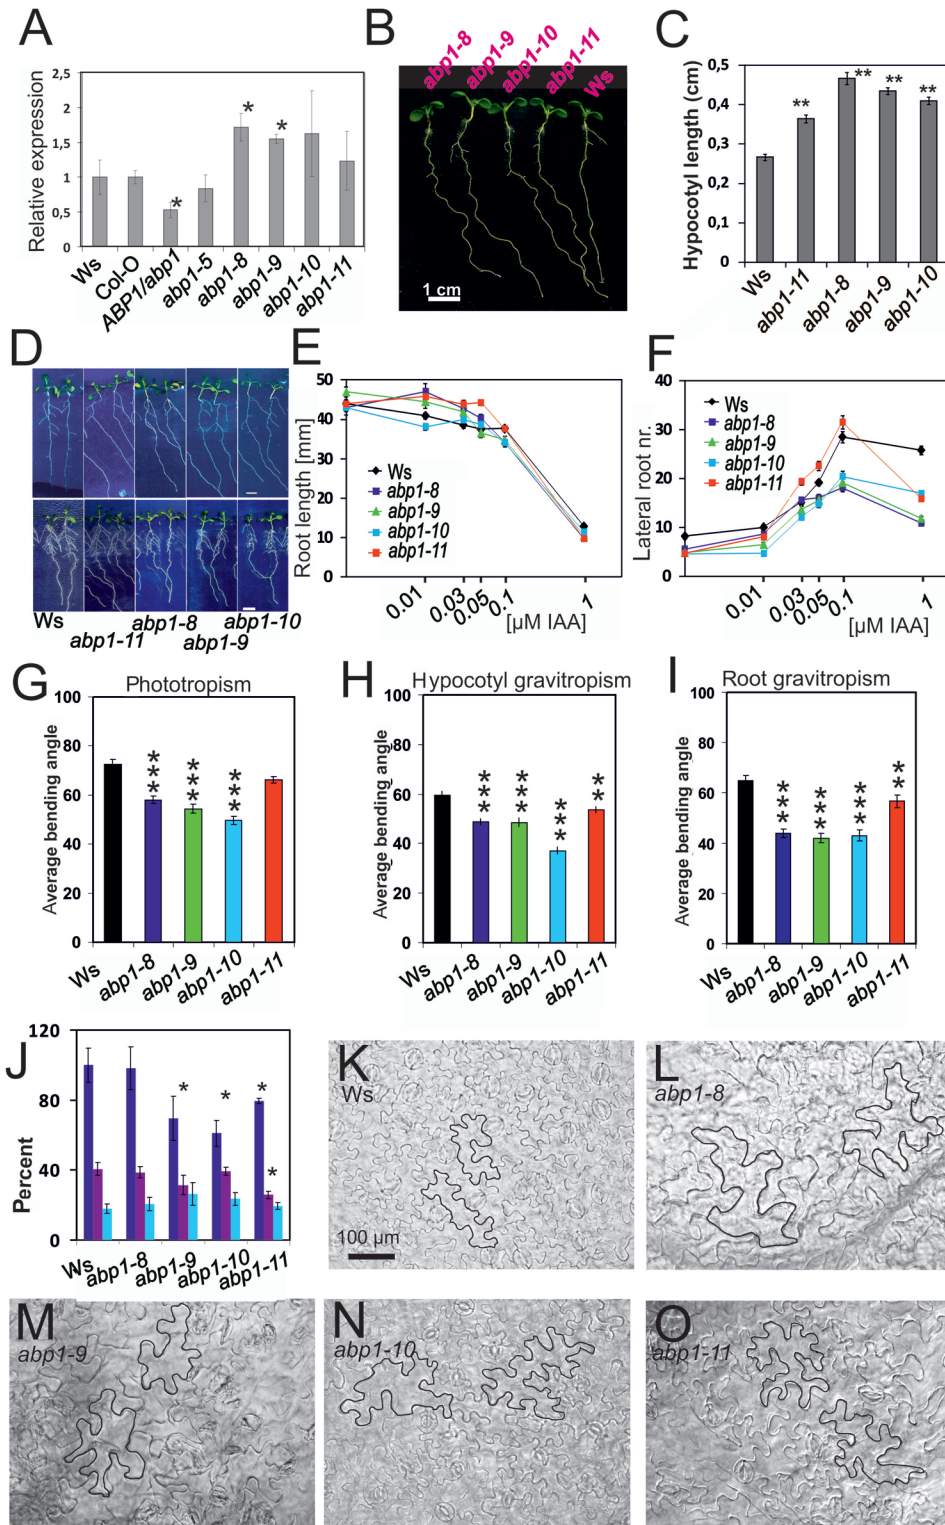 A
Relative expression
2,5
2
1,5
1
0,5
0
*
*
*
Ws
Col-O
ABP1/abp1
abp1-5
abp1-8
abp1-9
abp1-10
abp1-11
B
abp1-8
abp1-9
abp1-10
abp1-11
Ws
1 cm
C
Hypocotyl length (cm)
0,5
0,4
0,3
0,2
0,1
0
**
**
**
**
Ws
abp1-11
abp1-8
abp1-9
abp1-10
D
Ws
abp1-11
abp1-8
abp1-9
abp1-10
E
Root length [mm]
50
40
30
20
10
0
Ws
abp1-8
abp1-9
abp1-10
abp1-11
0.01
0.03
0.05
0.1
1
[µM IAA]
F
Lateral root nr.
40
30
20
10
0
Ws
abp1-8
abp1-9
abp1-10
abp1-11
0.01
0.03
0.05
0.1
1
[µM IAA]
G
Phototropism
Average bending angle
100
80
60
40
20
0
***
***
***
Ws
abp1-8
abp1-9
abp1-10
abp1-11
H
Hypocotyl gravitropism
Average bending angle
100
80
60
40
20
0
***
***
***
**
Ws
abp1-8
abp1-9
abp1-10
abp1-11
I
Root gravitropism
Average bending angle
100
80
60
40
20
0
***
***
***
**
Ws
abp1-8
abp1-9
abp1-10
abp1-11
J
Percent
120
80
40
0
*
*
*
*
Ws
abp1-8
abp1-9
abp1-10
abp1-11
K
Ws
100 µm
L
abp1-8
M
abp1-9
N
abp1-10
O
abp1-11